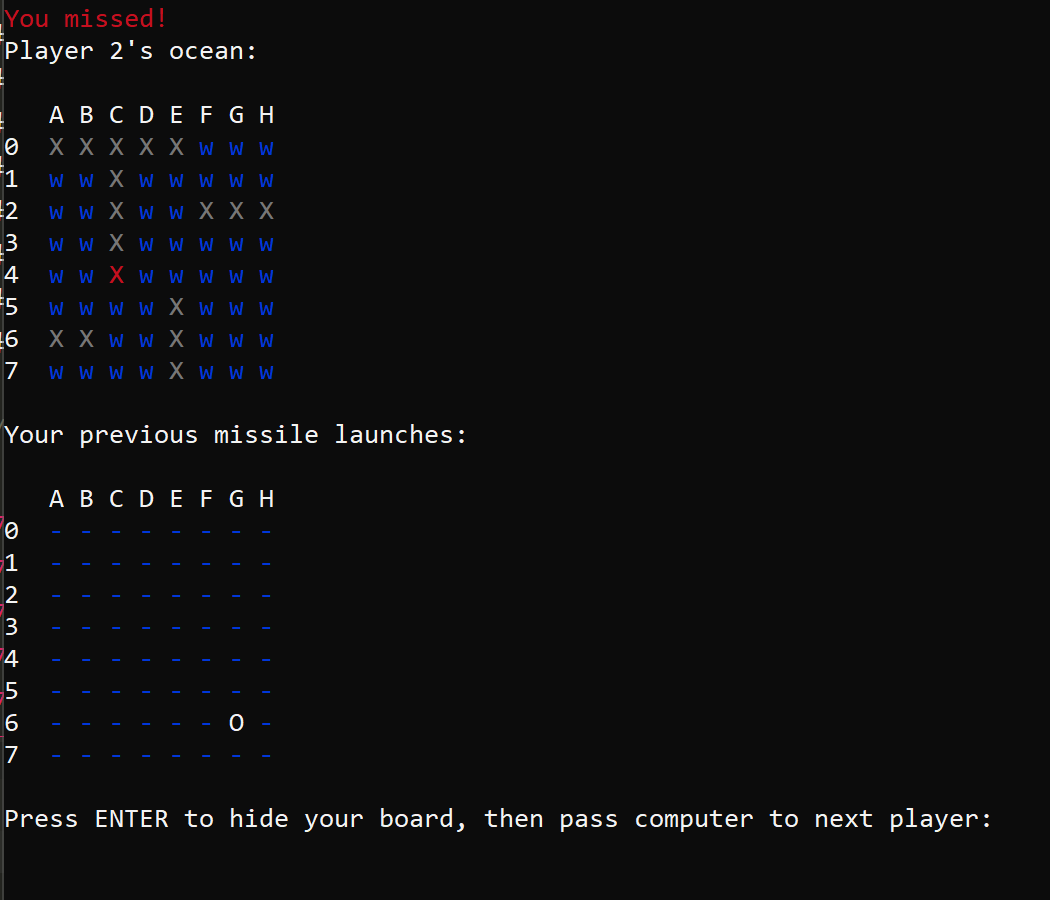 You missed!
Player 2's ocean:
A B C D E F G H
0 X X X X X w w w
1 w w X w w w w w
2 w w X w w X X X
3 w w X w w w w w
4 w w X w w w w w
5 w w w w X w w w
6 X X w w X w w w
7 w w w w X w w w
Your previous missile launches:
A B C D E F G H
0 - - - - - - - -
1 - - - - - - - -
2 - - - - - - - -
3 - - - - - - - -
4 - - - - - - - -
5 - - - - - - - -
6 - - - - - - O -
7 - - - - - - - -
Press ENTER to hide your board, then pass computer to next player: